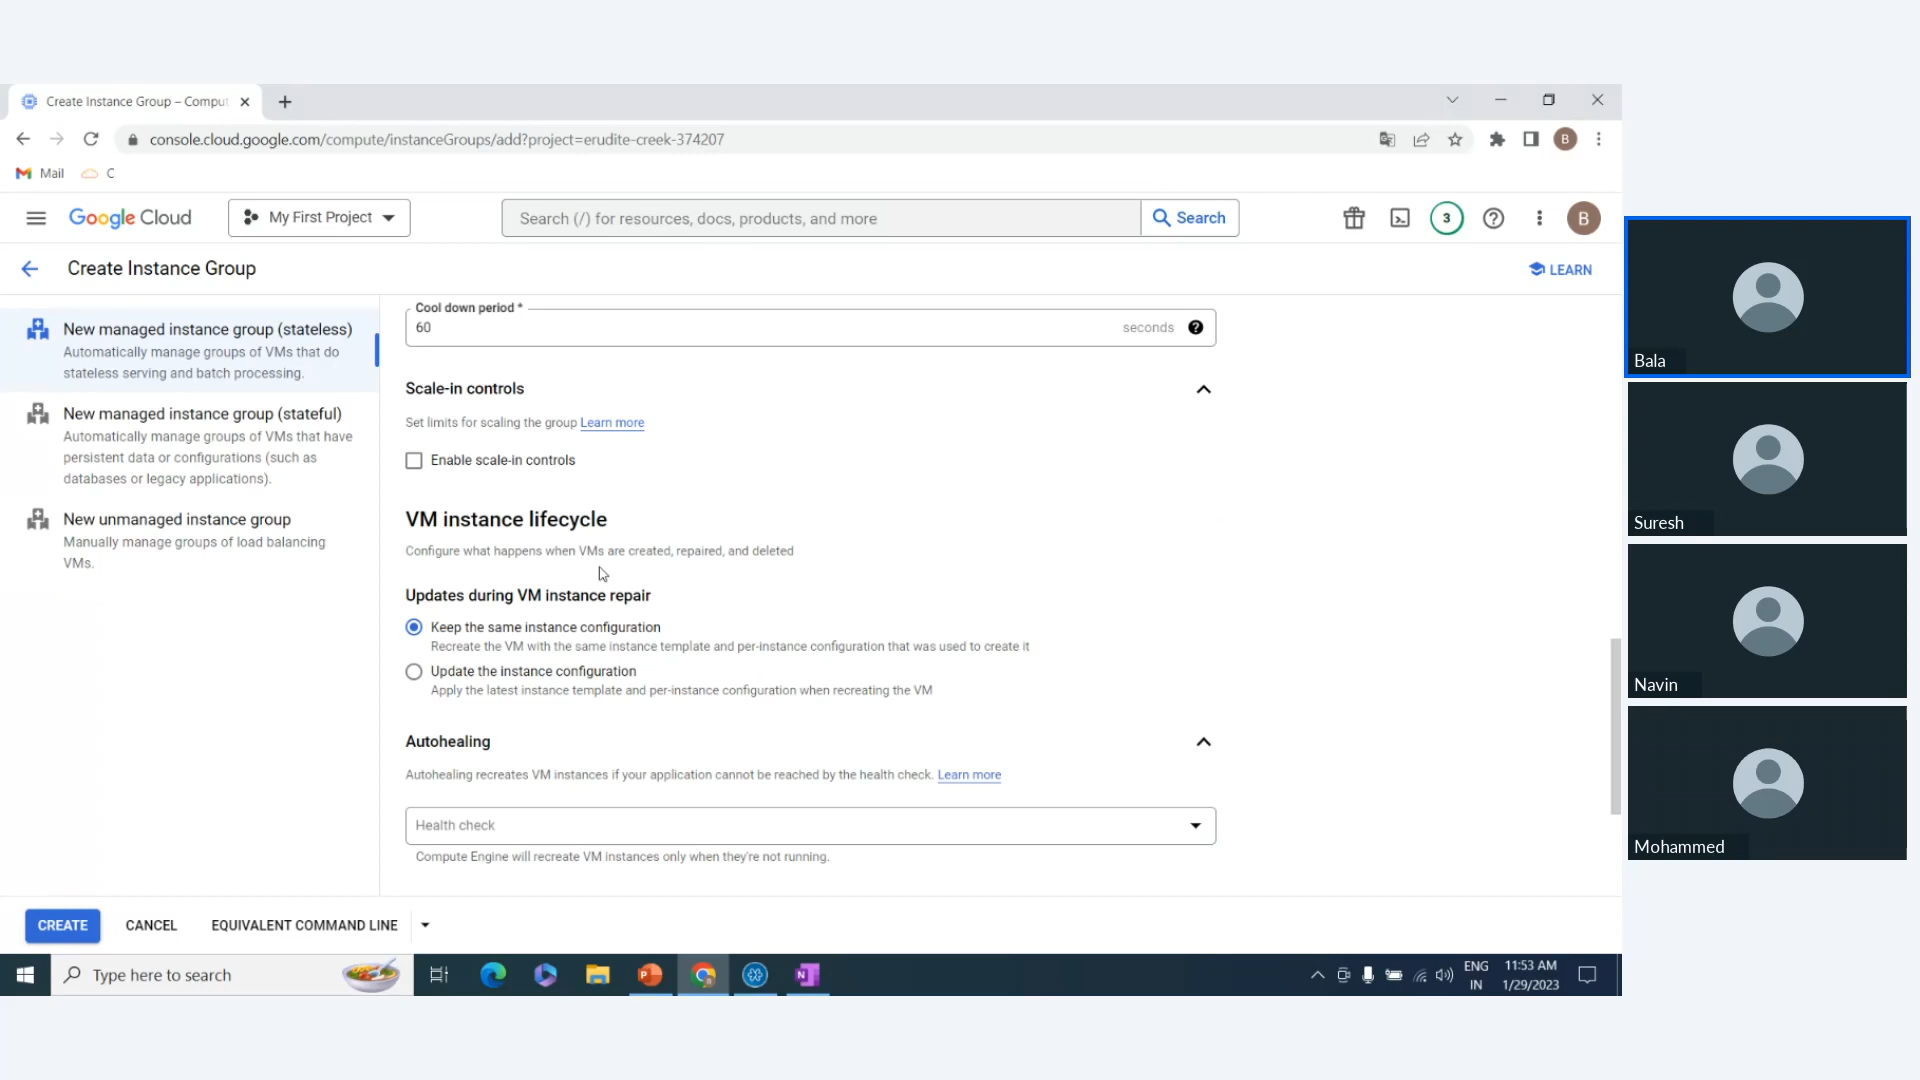 Create Instance Group – Comput
console.cloud.google.com/compute/instanceGroups/add?project=erudite-creek-374207
B
Mail
C
Google Cloud
My First Project
Search (/) for resources, docs, products, and more
Search
3
B
Create Instance Group
LEARN
New managed instance group (stateless)
Automatically manage groups of VMs that do
stateless serving and batch processing.
New managed instance group (stateful)
Automatically manage groups of VMs that have
persistent data or configurations (such as
databases or legacy applications).
New unmanaged instance group
Manually manage groups of load balancing
VMs.
Cool down period *
60
seconds
Scale-in controls
Set limits for scaling the group Learn more
Enable scale-in controls
VM instance lifecycle
Configure what happens when VMs are created, repaired, and deleted
Updates during VM instance repair
Keep the same instance configuration
Recreate the VM with the same instance template and per-instance configuration that was used to create it
Update the instance configuration
Apply the latest instance template and per-instance configuration when recreating the VM
Autohealing
Autohealing recreates VM instances if your application cannot be reached by the health check. Learn more
Health check
Compute Engine will recreate VM instances only when they're not running.
CREATE
CANCEL
EQUIVALENT COMMAND LINE
Type here to search
ENG
IN
11:53 AM
1/29/2023
Bala
Suresh
Navin
Mohammed